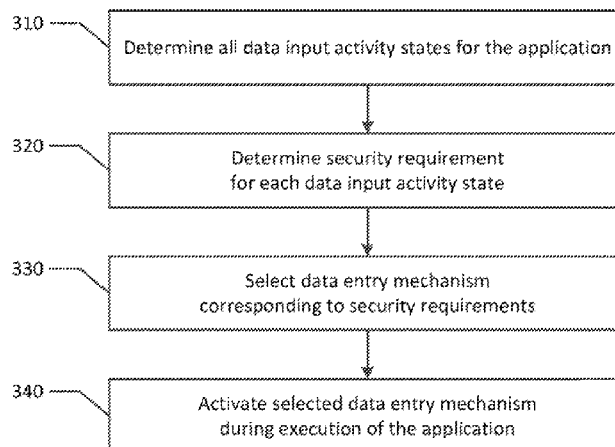 310
Determine all data input activity states for the application
320
Determine security requirement
for each data input activity state
330
Select data entry mechanism
corresponding to security requirements
340
Activate selected data entry mechanism
during execution of the application